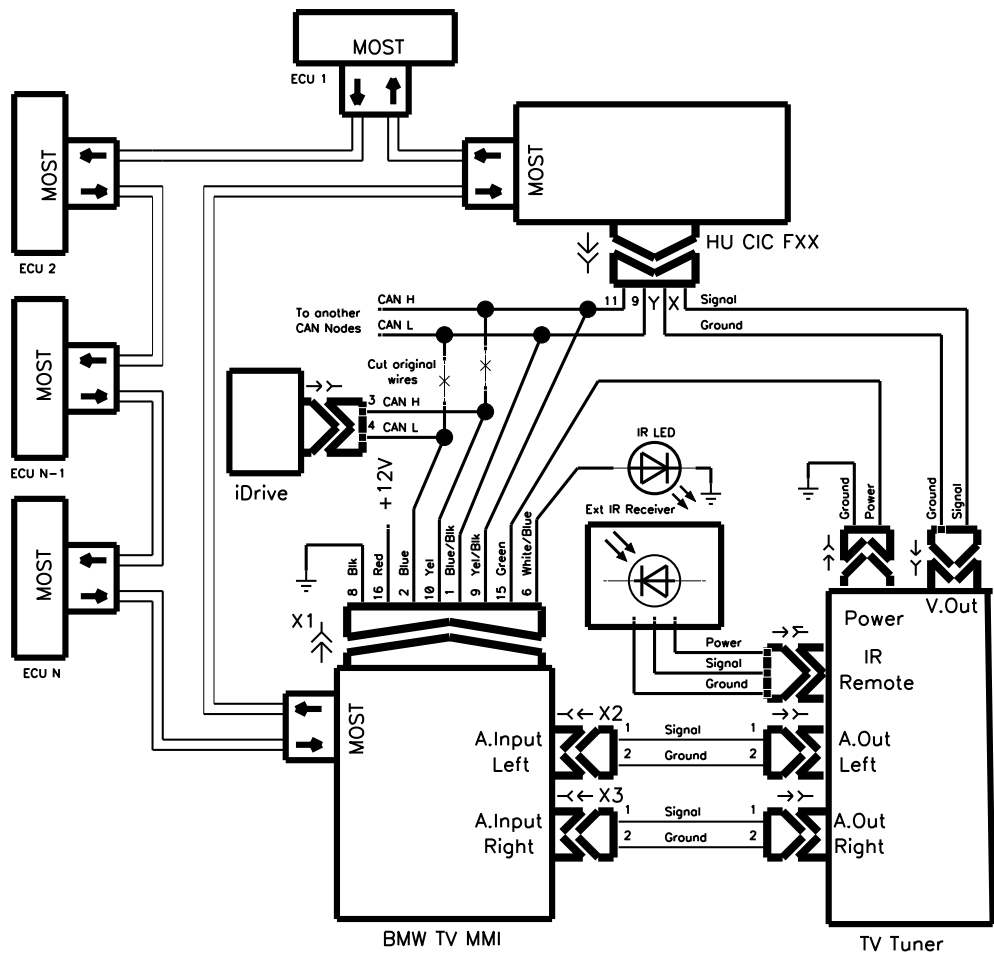 MOST
ECU 1
MOST
ECU 2
MOST
HU CIC FXX
11
9
Y
X
Signal
Ground
To another
CAN Nodes
CAN H
CAN L
Cut original
wires
3
CAN H
4
CAN L
iDrive
+12V
MOST
ECU N-1
IR LED
Ext IR Receiver
MOST
ECU N
8 Blk
16 Red
2 Blue
10 Yel
1 Blue/Blk
9 Yel/Blk
15 Green
6 White/Blue
X1
Ground
Power
Ground
Signal
Power
V.Out
IR
Remote
Power
Signal
Ground
MOST
A.Input
Left
X2
1
Signal
1
2
Ground
2
A.Out
Left
A.Input
Right
X3
1
Signal
1
2
Ground
2
A.Out
Right
BMW TV MMI
TV Tuner